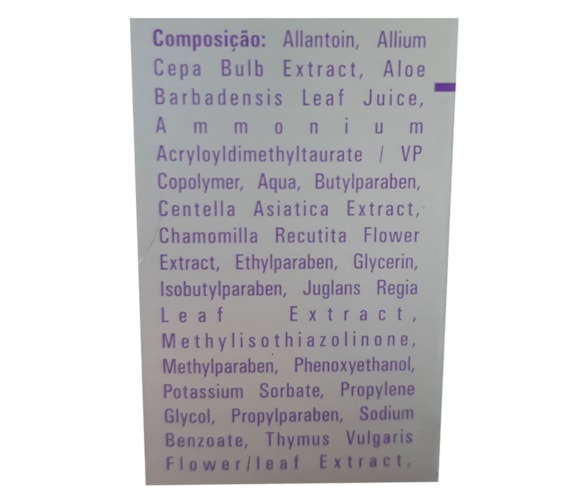 Composição: Allantoin, Allium
Cepa Bulb Extract, Aloe
Barbadensis Leaf Juice,
Ammonium
Acryloyldimethyltaurate / VP
Copolymer, Aqua, Butylparaben,
Centella Asiatica Extract,
Chamomilla Recutita Flower
Extract, Ethylparaben, Glycerin,
Isobutylparaben, Juglans Regia
Leaf Extract,
Methylisothiazolinone,
Methylparaben, Phenoxyethanol,
Potassium Sorbate, Propylene
Glycol, Propylparaben, Sodium
Benzoate, Thymus Vulgaris
Flower/leaf Extract,